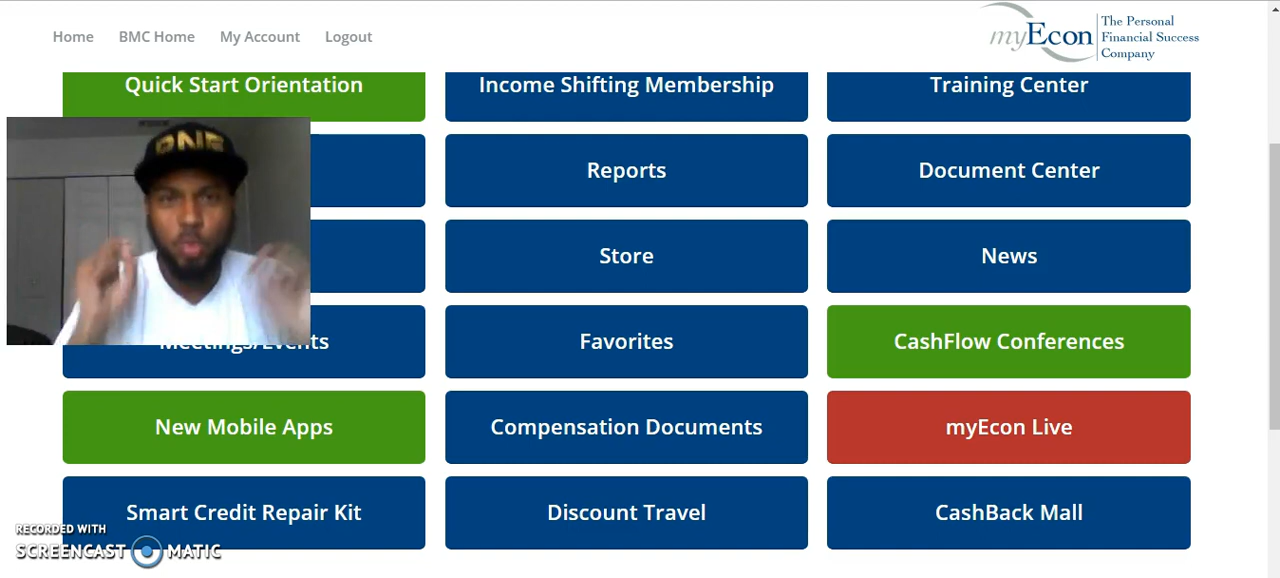 Home BMC Home My Account Logout
myEcon
The Personal
Financial Success
Company
Quick Start Orientation
Income Shifting Membership
Training Center
Reports
Document Center
Store
News
Meetings/Events
Favorites
CashFlow Conferences
New Mobile Apps
Compensation Documents
myEcon Live
Smart Credit Repair Kit
Discount Travel
CashBack Mall
RECORDED WITH
SCREENCAST MATIC